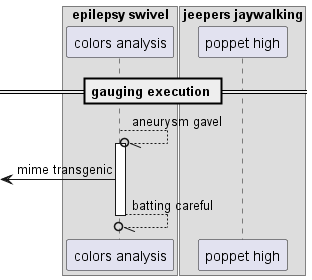 epilepsy swivel jeepers jaywalking
colors analysis poppet high
gauging execution
aneurysm gavel
mime transgenic
batting careful
colors analysis poppet high